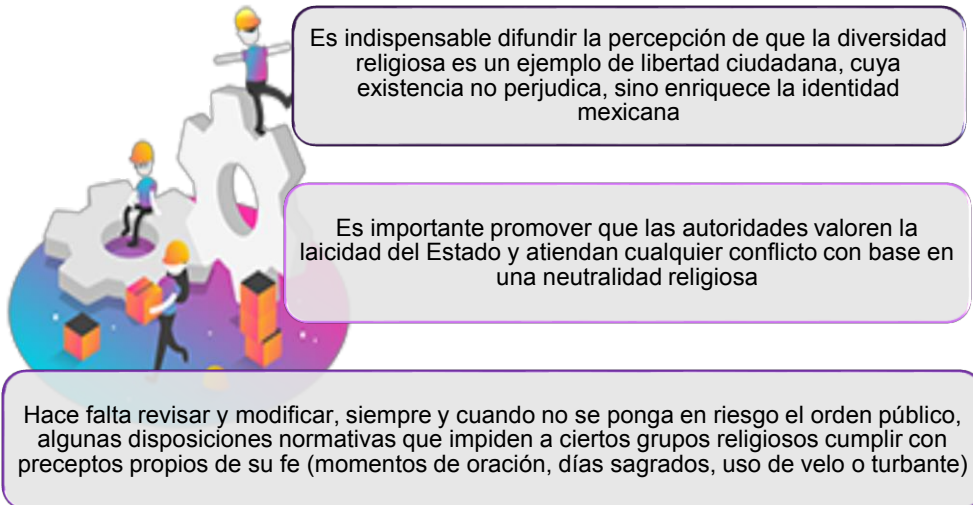 Es indispensable difundir la percepción de que la diversidad
religiosa es un ejemplo de libertad ciudadana, cuya
existencia no perjudica, sino enriquece la identidad
mexicana
Es importante promover que las autoridades valoren la
laicidad del Estado y atiendan cualquier conflicto con base en
una neutralidad religiosa
Hace falta revisar y modificar, siempre y cuando no se ponga en riesgo el orden público,
algunas disposiciones normativas que impiden a ciertos grupos religiosos cumplir con
preceptos propios de su fe (momentos de oración, días sagrados, uso de velo o turbante)